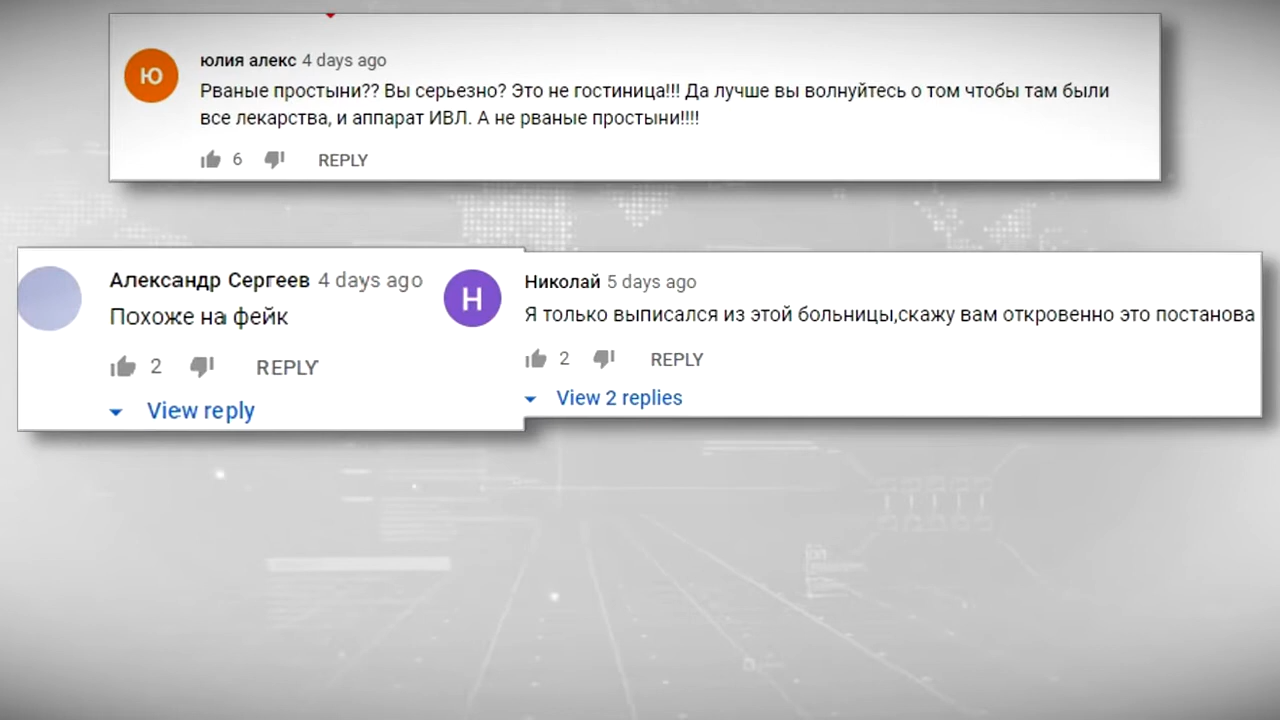 Ю
юлия алекс 4 days ago
Рваные простыни?? Вы серьезно? Это не гостиница!!! Да лучше вы волнуйтесь о том чтобы там были
все лекарства, и аппарат ИВЛ. А не рваные простыни!!!!
6 REPLY
Александр Сергеев 4 days ago
Похоже на фейк
2 REPLY
View reply
Н
Николай 5 days ago
Я только выписался из этой больницы,скажу вам откровенно это постанова
2 REPLY
View 2 replies